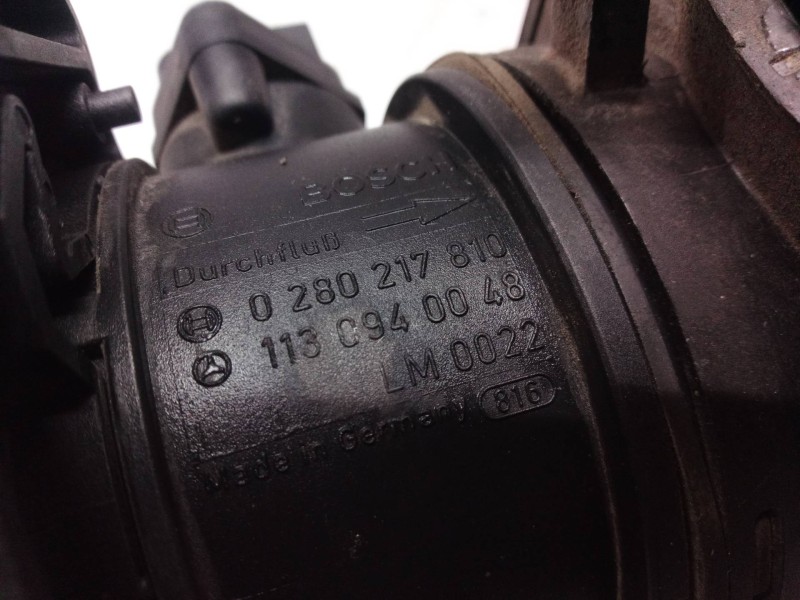 BOSCH
Durchfluß
0 280 217 810
113 094 00 48
LM 0022
Made in Germany 816